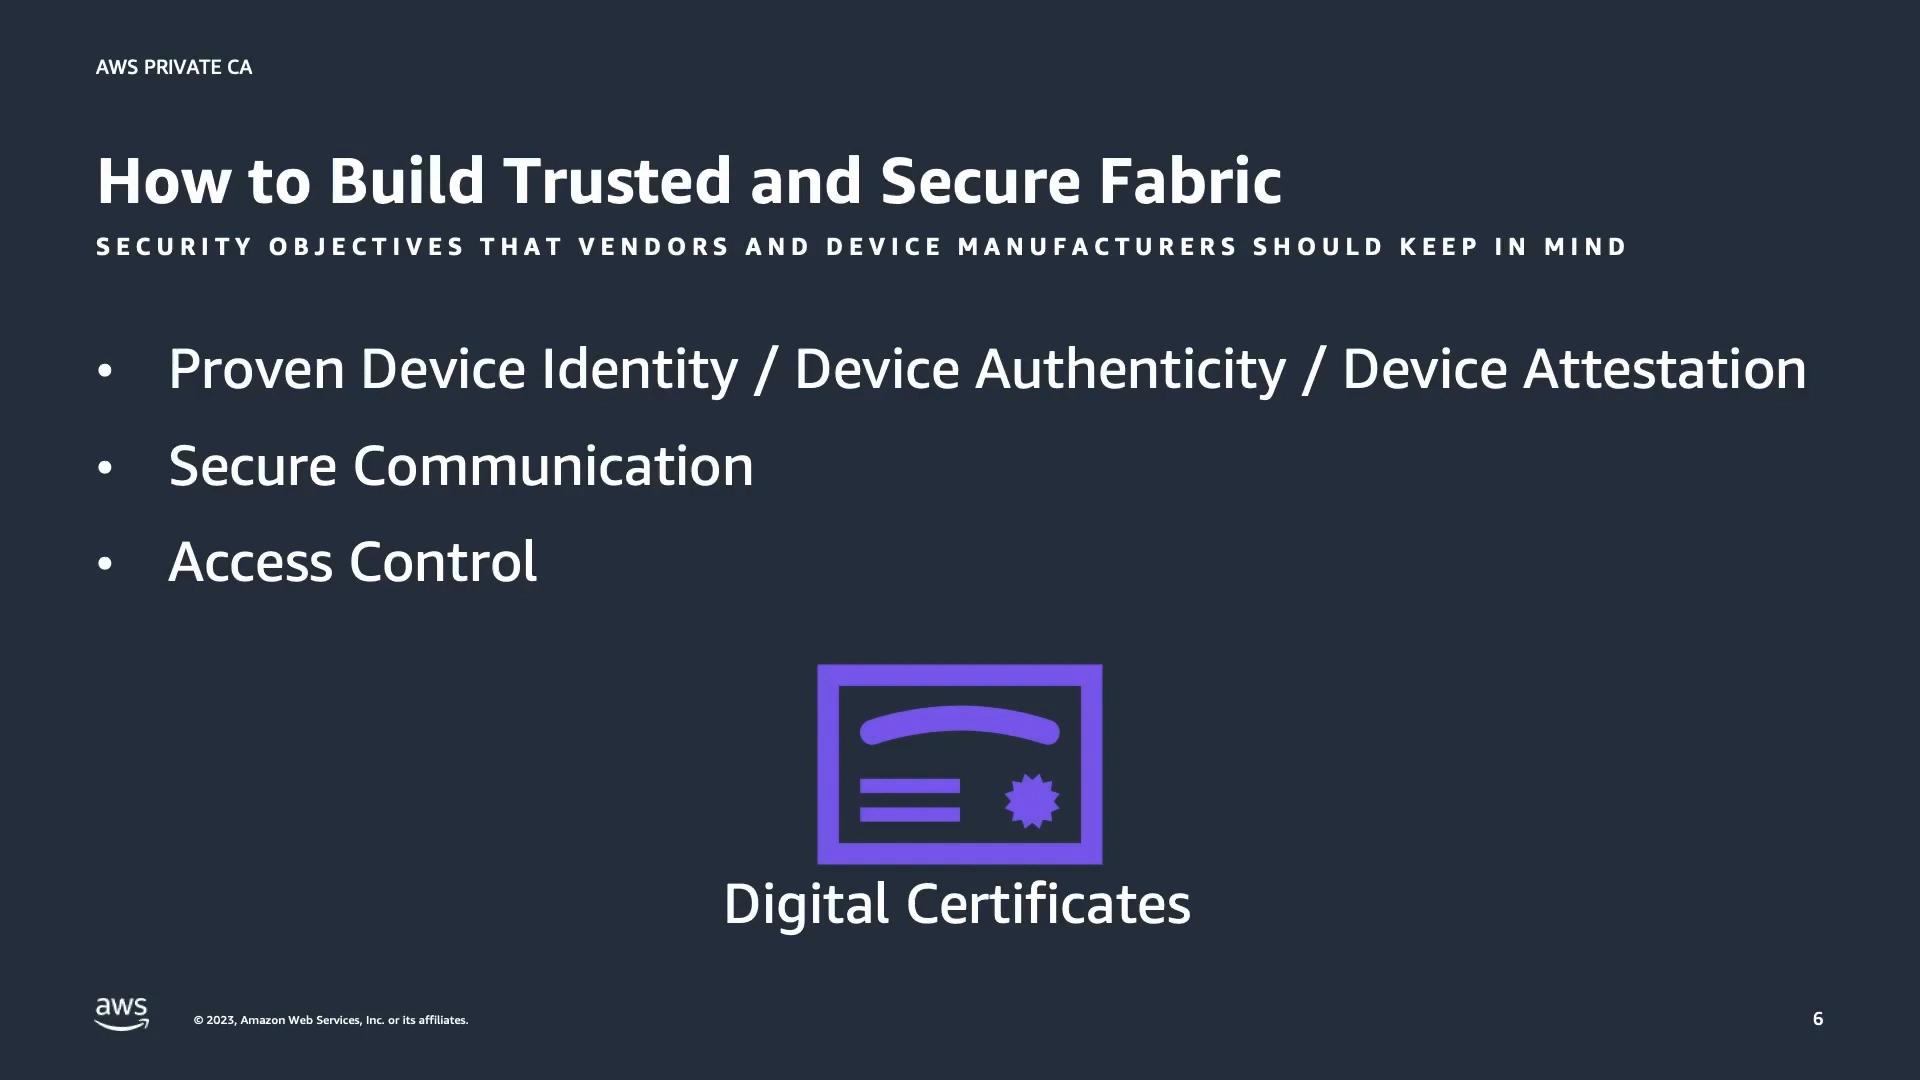 AWS PRIVATE CA
How to Build Trusted and Secure Fabric
SECURITY OBJECTIVES THAT VENDORS AND DEVICE MANUFACTURERS SHOULD KEEP IN MIND
• Proven Device Identity / Device Authenticity / Device Attestation
• Secure Communication
• Access Control
Digital Certificates
aws
© 2023, Amazon Web Services, Inc. or its affiliates.
6